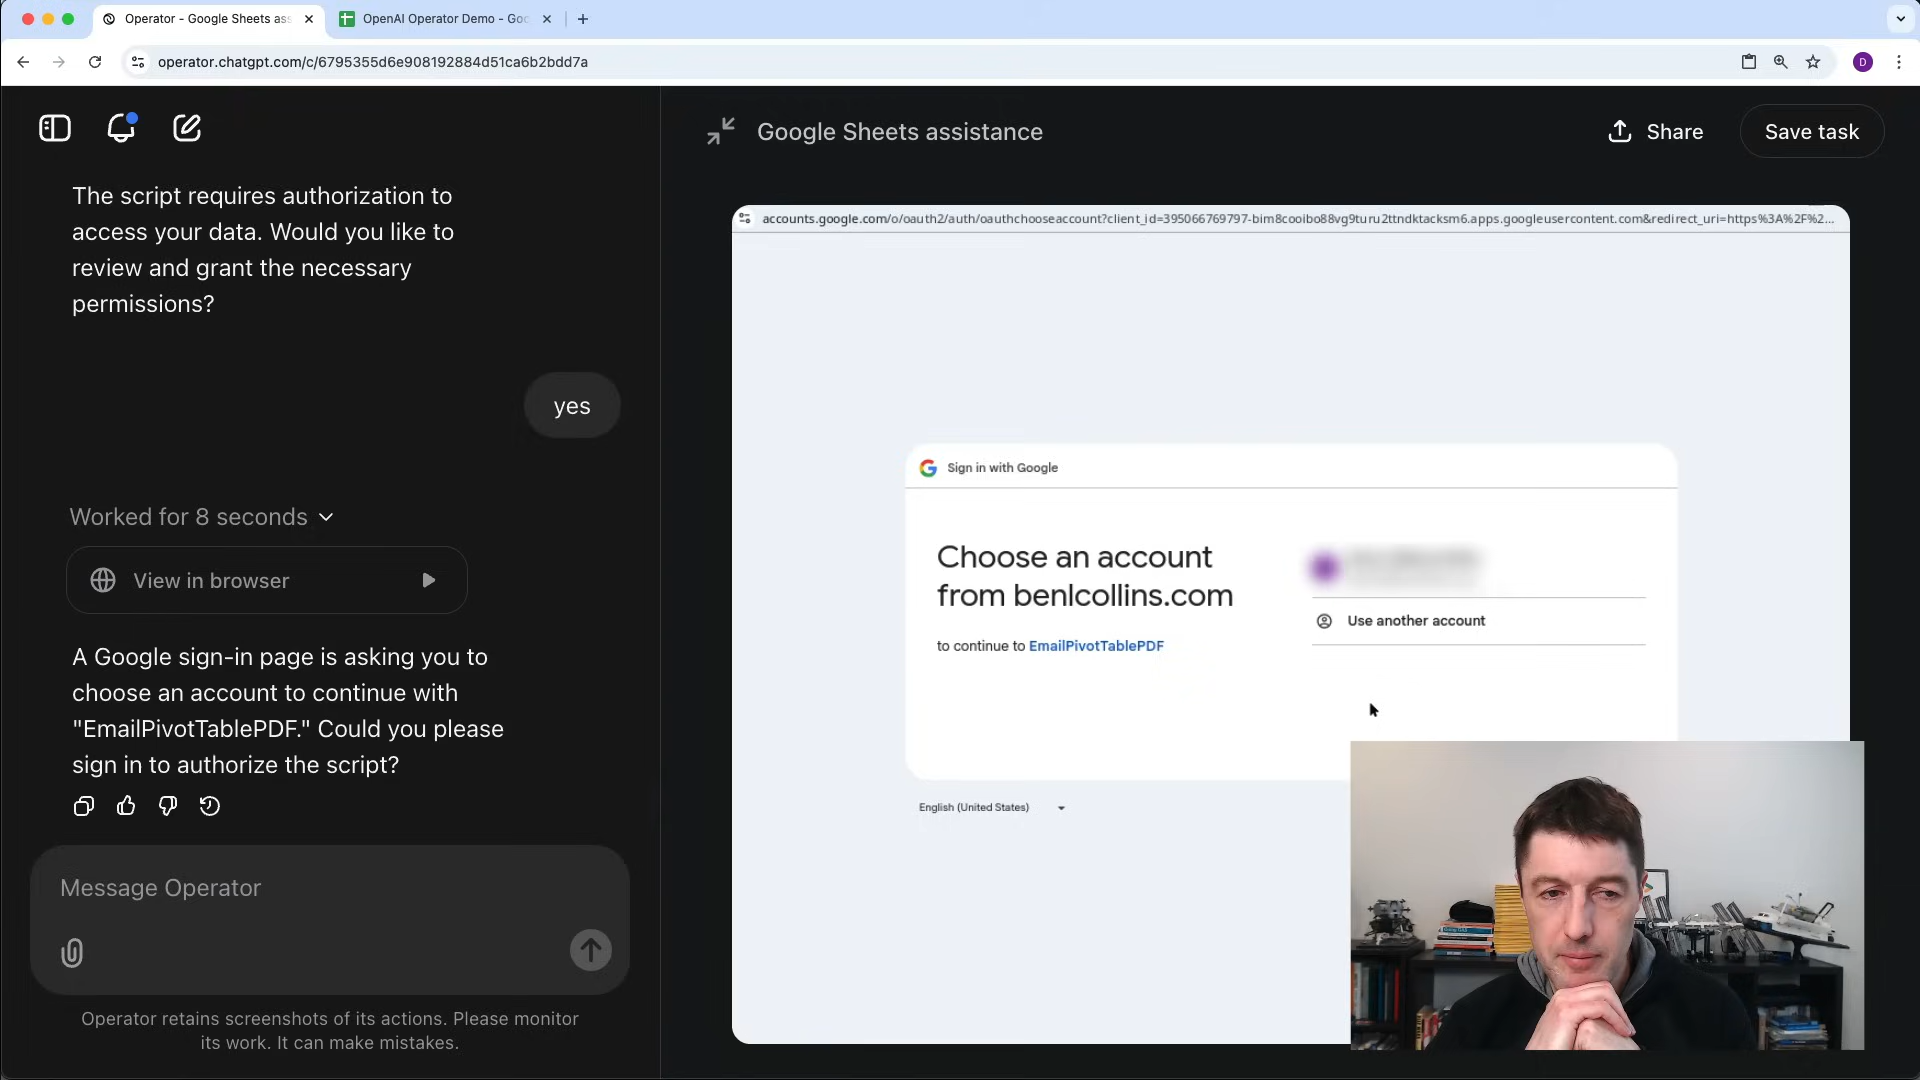 Operator - Google Sheets ass
OpenAI Operator Demo - Goo
operator.chatgpt.com/c/6795355d6e908192884d51ca6b2bdd7a
D
Google Sheets assistance
Share
Save task
The script requires authorization to
access your data. Would you like to
review and grant the necessary
permissions?
yes
Worked for 8 seconds
View in browser
A Google sign-in page is asking you to
choose an account to continue with
"EmailPivotTablePDF." Could you please
sign in to authorize the script?
Message Operator
Operator retains screenshots of its actions. Please monitor
its work. It can make mistakes.
accounts.google.com/o/oauth2/auth/oauthchooseaccount?client_id=395066769797-bim8cooibo88vg9turu2ttndktacksm6.apps.googleusercontent.com&redirect_uri=https%3A%2F%2...
Sign in with Google
Choose an account
from benlcollins.com
to continue to EmailPivotTablePDF
Use another account
English (United States)